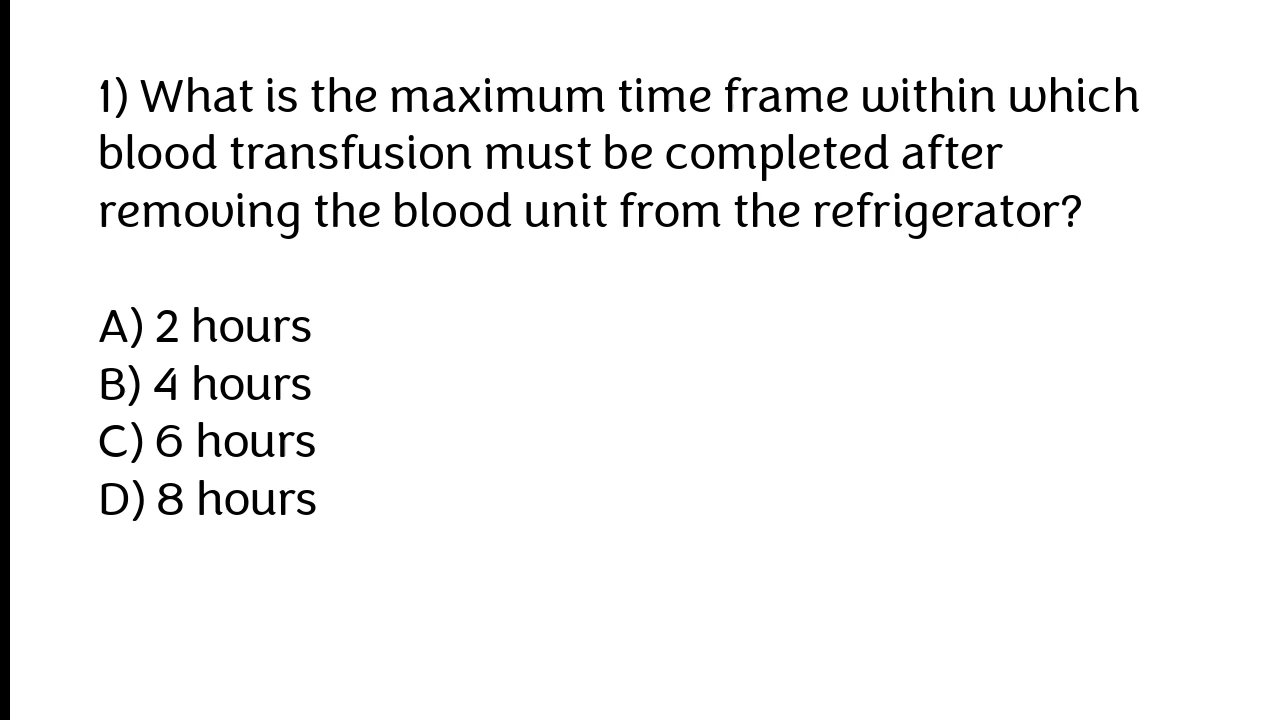 1) What is the maximum time frame within which
blood transfusion must be completed after
removing the blood unit from the refrigerator?
A) 2 hours
B) 4 hours
C) 6 hours
D) 8 hours